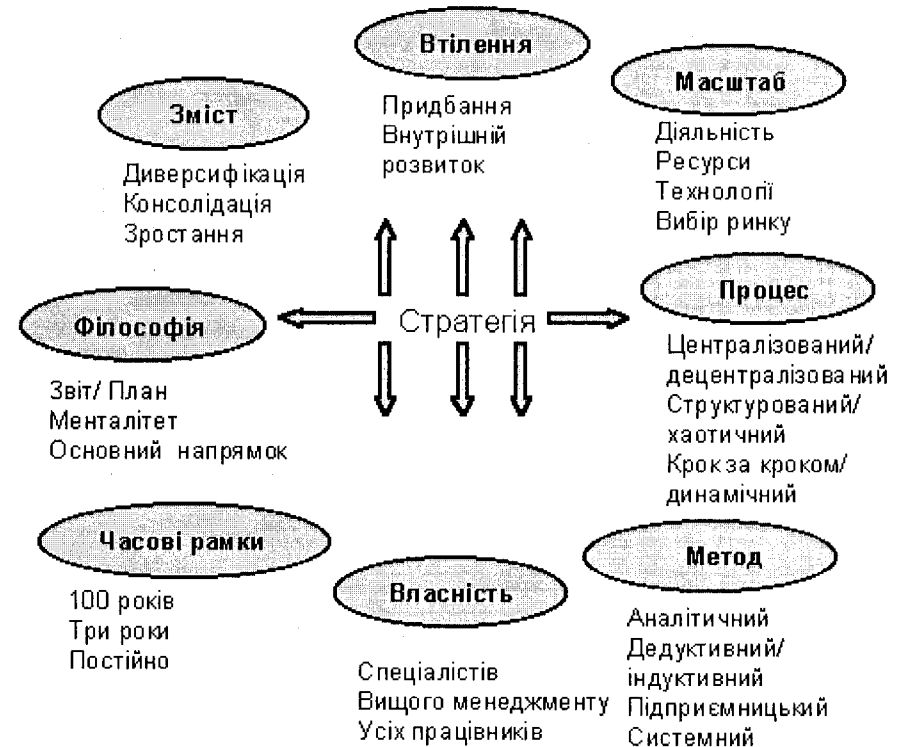 Втілення
Придбання
Внутрішній
розвиток
Масштаб
Діяльність
Ресурси
Технології
Вибір ринку
Зміст
Диверсифікація
Консолідація
Зростання
Процес
Централізований/
децентралізований
Структурований/
хаотичний
Крок за кроком/
динамічний
Стратегія
Філософія
Звіт/ План
Менталітет
Основний напрямок
Часові рамки
100 років
Три роки
Постійно
Власність
Спеціалістів
Вищого менеджменту
Усіх працівників
Метод
Аналітичний
Дедуктивний/
індуктивний
Підприємницький
Системний